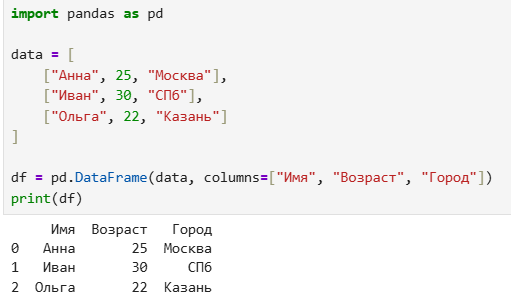 import pandas as pd
data = [
    ["Анна", 25, "Москва"],
    ["Иван", 30, "СПб"],
    ["Ольга", 22, "Казань"]
]
df = pd.DataFrame(data, columns=["Имя", "Возраст", "Город"])
print(df)
     Имя  Возраст   Город
0   Анна       25  Москва
1   Иван       30     СПб
2  Ольга       22  Казань